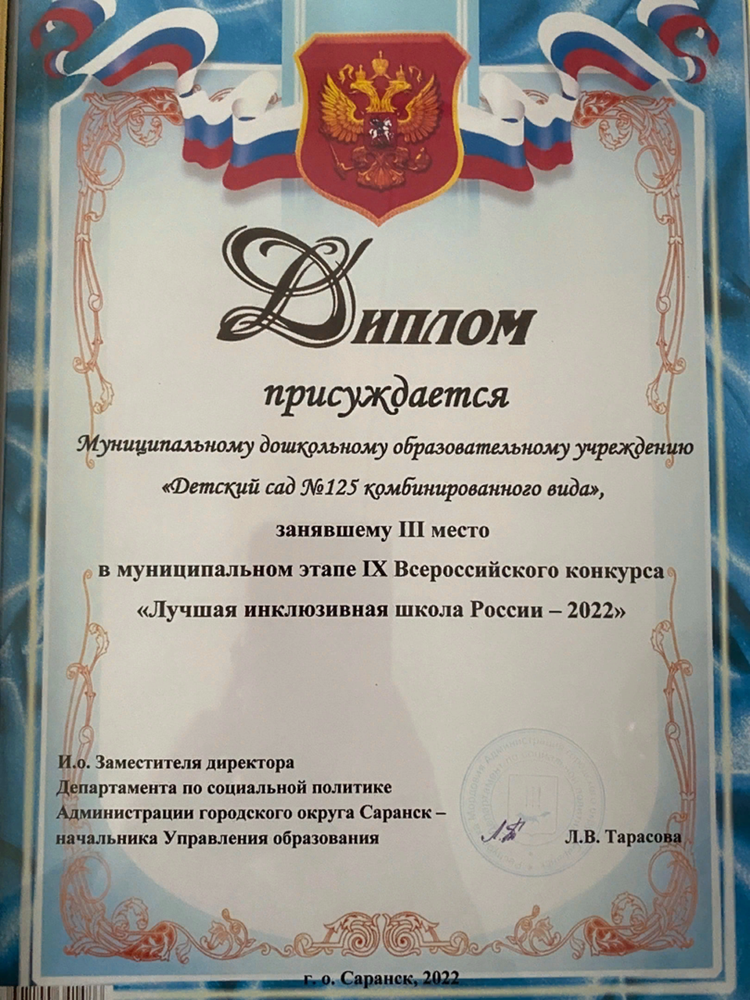 Диплом
присуждается
Муниципальному дошкольному образовательному учреждению
«Детский сад №125 комбинированного вида»,
занявшему III место
в муниципальном этапе IX Всероссийского конкурса
«Лучшая инклюзивная школа России – 2022»
И.о. Заместителя директора
Департамента по социальной политике
Администрации городского округа Саранск –
начальника Управления образования
Л.В. Тарасова
г. о. Саранск, 2022